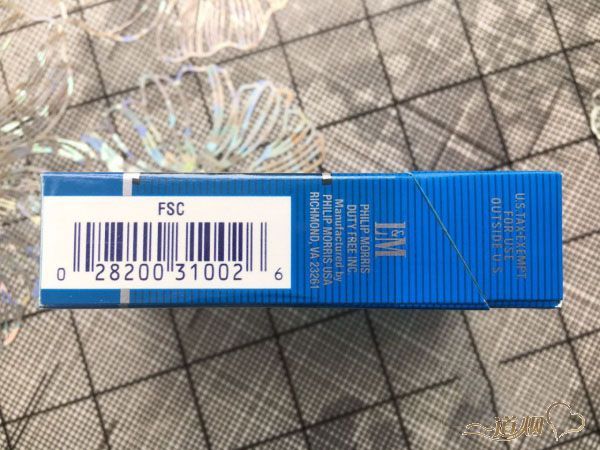 FSC
0 28200 31002 6
PHILIP MORRIS
DUTY FREE INC.
Manufactured by
PHILIP MORRIS USA
RICHMOND, VA 23261
L&M
U.S. TAX-EXEMPT
FOR USE
OUTSIDE U.S.